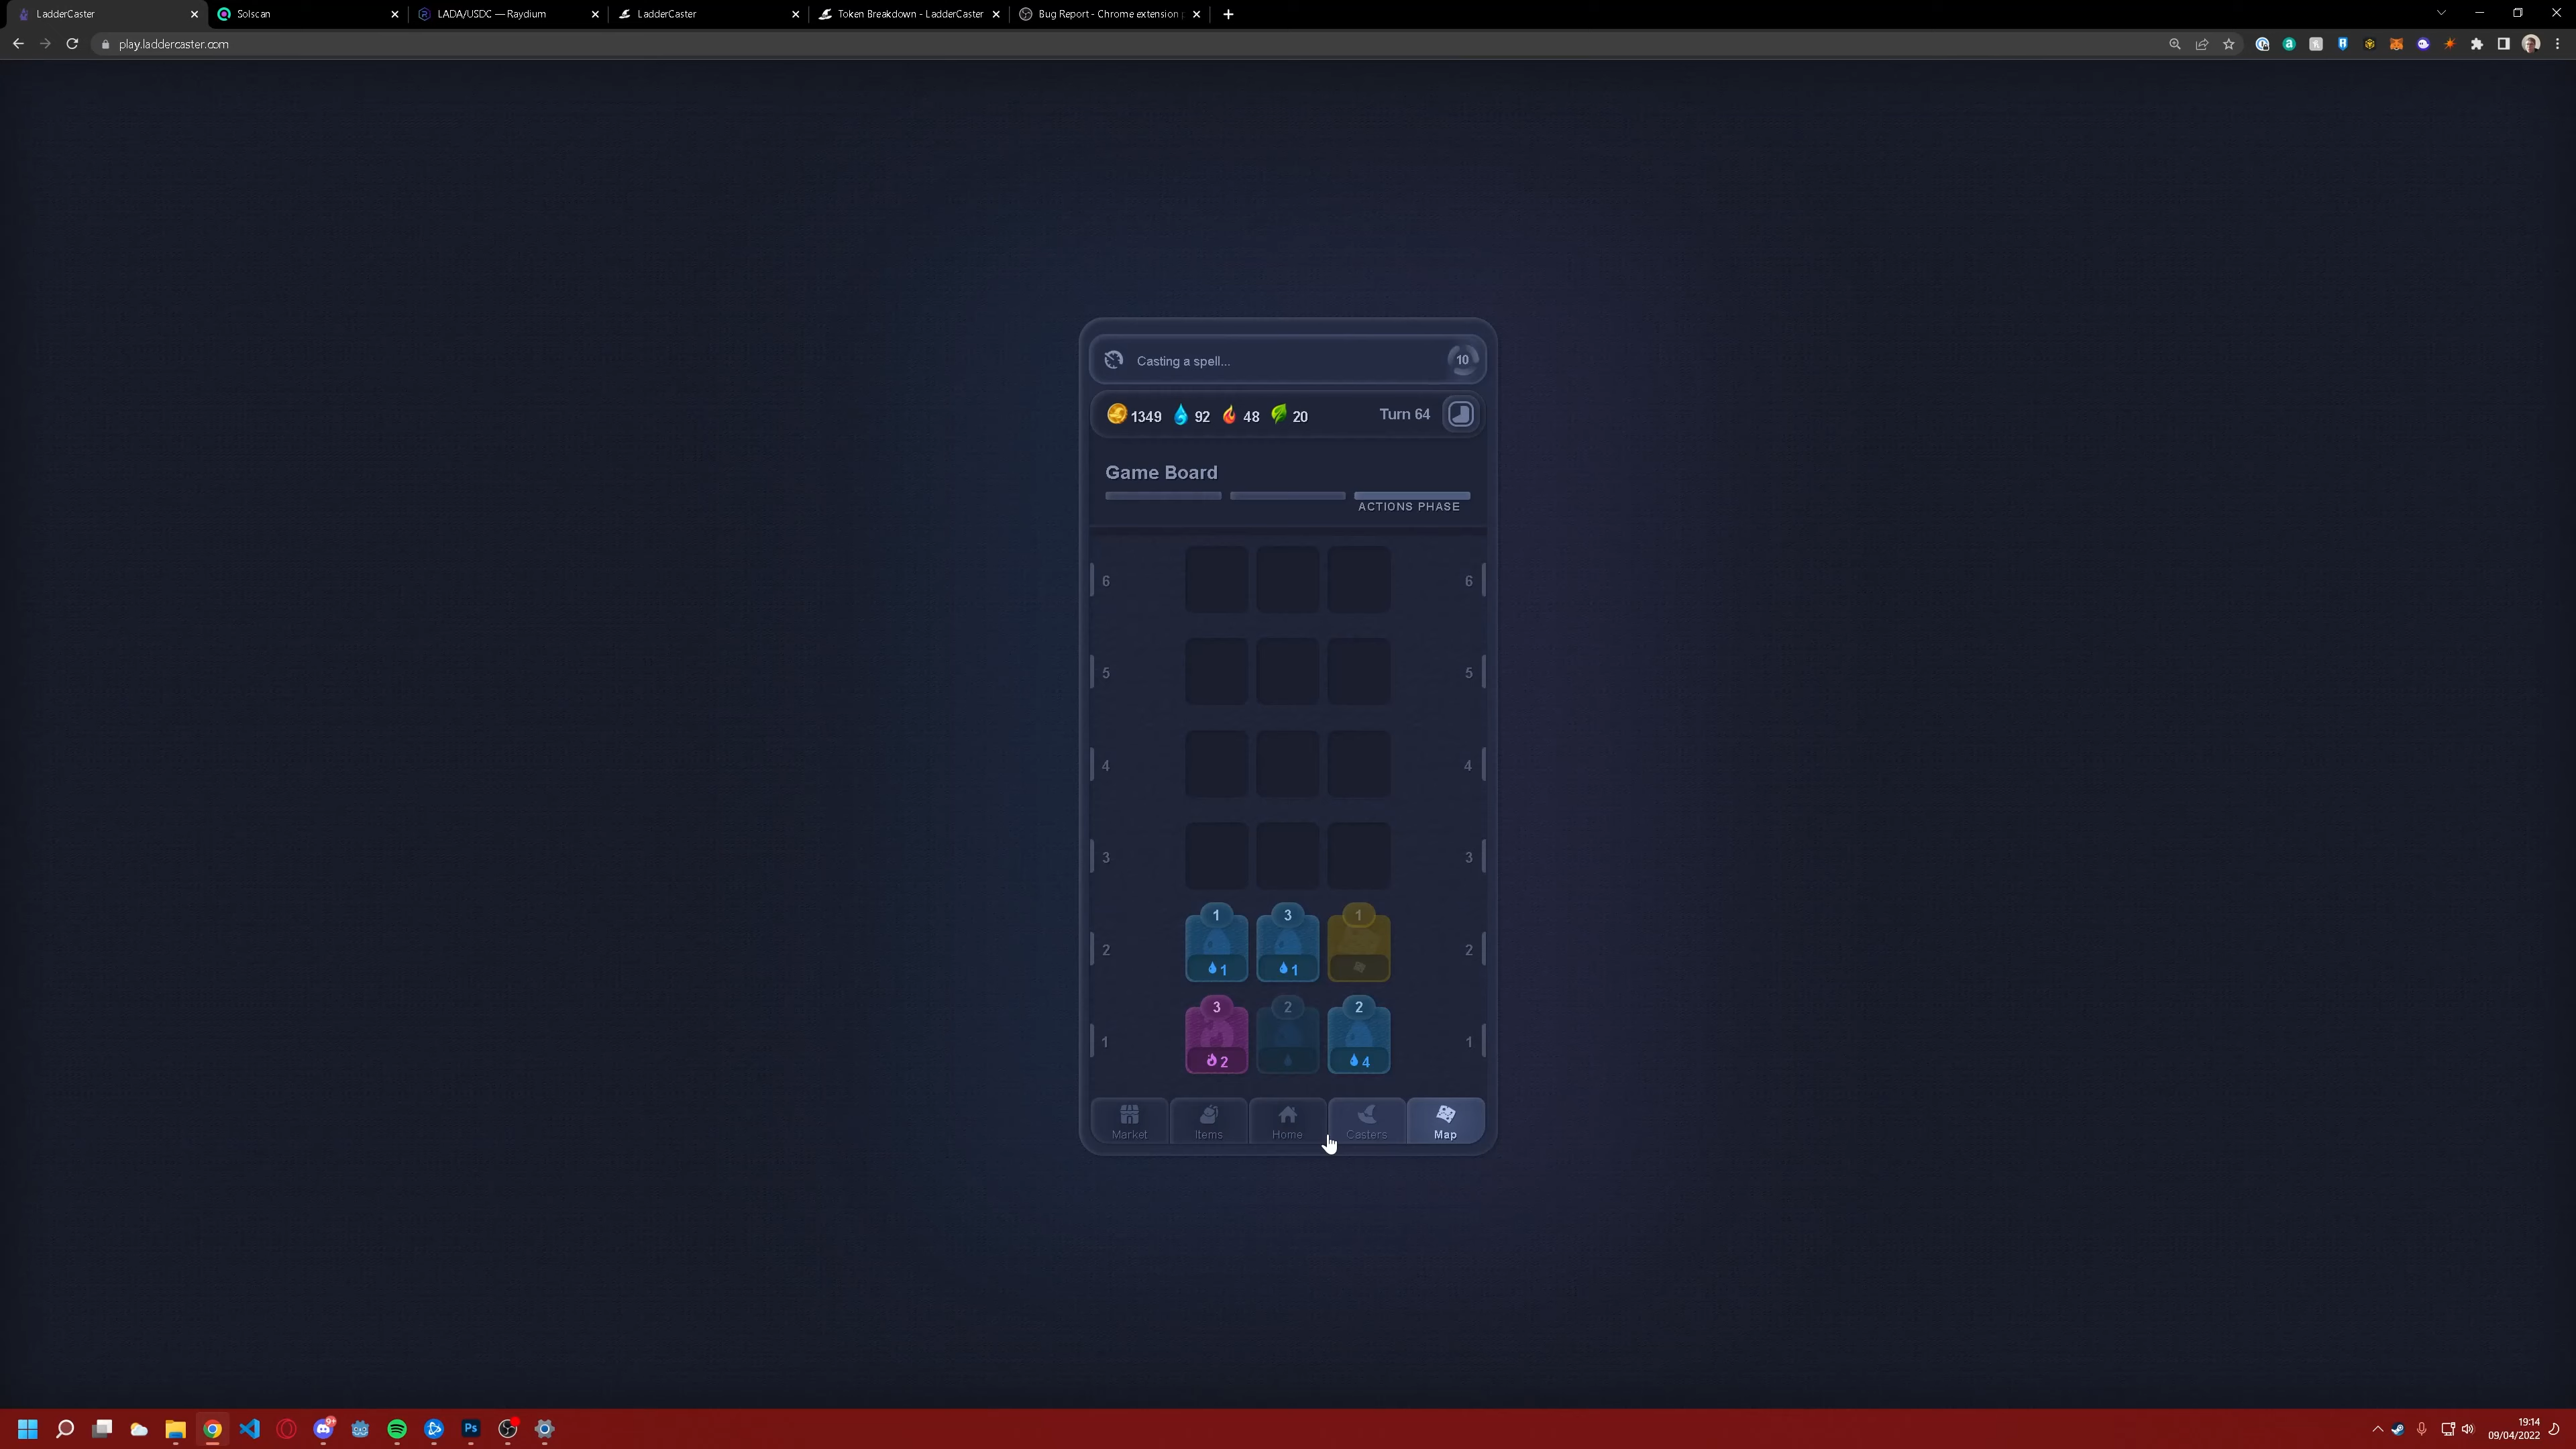 LadderCaster
Solscan
LADA/USDC — Raydium
LadderCaster
Token Breakdown - LadderCaster
Bug Report - Chrome extension
play.laddercaster.com
Casting a spell...
10
1349 92 48 20
Turn 64
Game Board
ACTIONS PHASE
6 6
5 5
4 4
3 3
1 3 1
2 1 1 2
3 2 2
1 2 4 1
Market Items Home Casters Map
9+
Ps
19:14
09/04/2022